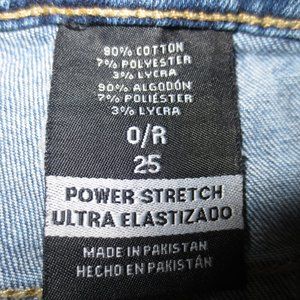 90% COTTON
7% POLYESTER
3% LYCRA
90% ALGODÓN
7% POLIÉSTER
3% LYCRA
O/R
25
POWER STRETCH
ULTRA ELASTIZADO
MADE IN PAKISTAN
HECHO EN PAKISTÁN